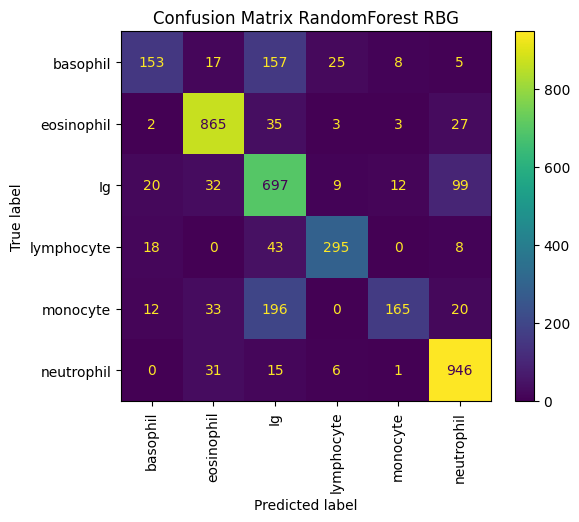 Confusion Matrix RandomForest RBG
True label
basophil 153 17 157 25 8 5
eosinophil 2 865 35 3 3 27
Ig 20 32 697 9 12 99
lymphocyte 18 0 43 295 0 8
monocyte 12 33 196 0 165 20
neutrophil 0 31 15 6 1 946
basophil eosinophil Ig lymphocyte monocyte neutrophil
Predicted label
800
600
400
200
0